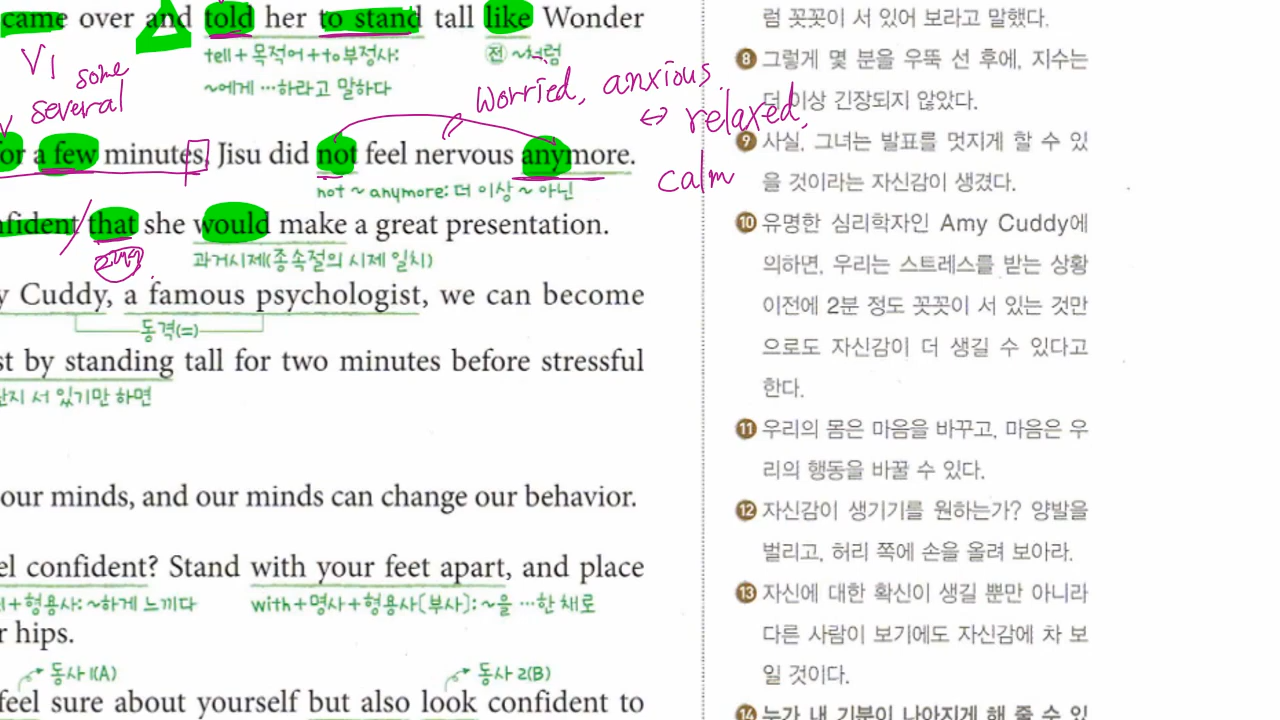 came over and told her to stand tall like Wonder
tell+목적어+to부정사:
~에게 …하라고 말하다
전 ~처럼
V1
some
several
worried, anxious
↔ relaxed,
calm
or a few minutes, Jisu did not feel nervous anymore.
not ~ anymore: 더 이상 ~ 아닌
nfident that she would make a great presentation.
과거시제(종속절의 시제 일치)
y Cuddy, a famous psychologist, we can become
동격(=)
st by standing tall for two minutes before stressful
단지 서 있기만 하면
our minds, and our minds can change our behavior.
el confident? Stand with your feet apart, and place
+형용사: ~하게 느끼다
with+명사+형용사[부사]: ~을 …한 채로
r hips.
동사 1(A)
동사 2(B)
feel sure about yourself but also look confident to
럼 꼿꼿이 서 있어 보라고 말했다.
8 그렇게 몇 분을 우뚝 선 후에, 지수는
더 이상 긴장되지 않았다.
9 사실, 그녀는 발표를 멋지게 할 수 있
을 것이라는 자신감이 생겼다.
10 유명한 심리학자인 Amy Cuddy에
의하면, 우리는 스트레스를 받는 상황
이전에 2분 정도 꼿꼿이 서 있는 것만
으로도 자신감이 더 생길 수 있다고
한다.
11 우리의 몸은 마음을 바꾸고, 마음은 우
리의 행동을 바꿀 수 있다.
12 자신감이 생기기를 원하는가? 양발을
벌리고, 허리 쪽에 손을 올려 보아라.
13 자신에 대한 확신이 생길 뿐만 아니라
다른 사람이 보기에도 자신감에 차 보
일 것이다.
14 누가 내 기분이 나아지게 해 줄 수 있